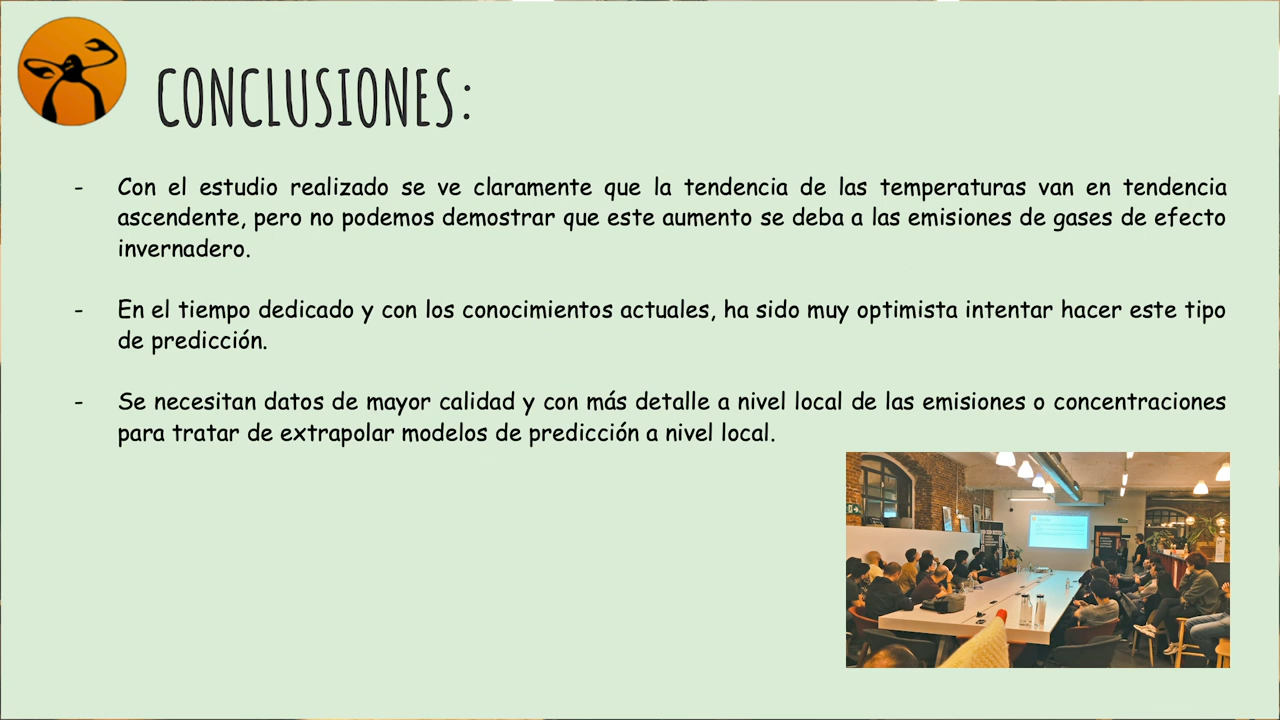 CONCLUSIONES:
- Con el estudio realizado se ve claramente que la tendencia de las temperaturas van en tendencia
ascendente, pero no podemos demostrar que este aumento se deba a las emisiones de gases de efecto
invernadero.
- En el tiempo dedicado y con los conocimientos actuales, ha sido muy optimista intentar hacer este tipo
de predicción.
- Se necesitan datos de mayor calidad y con más detalle a nivel local de las emisiones o concentraciones
para tratar de extrapolar modelos de predicción a nivel local.